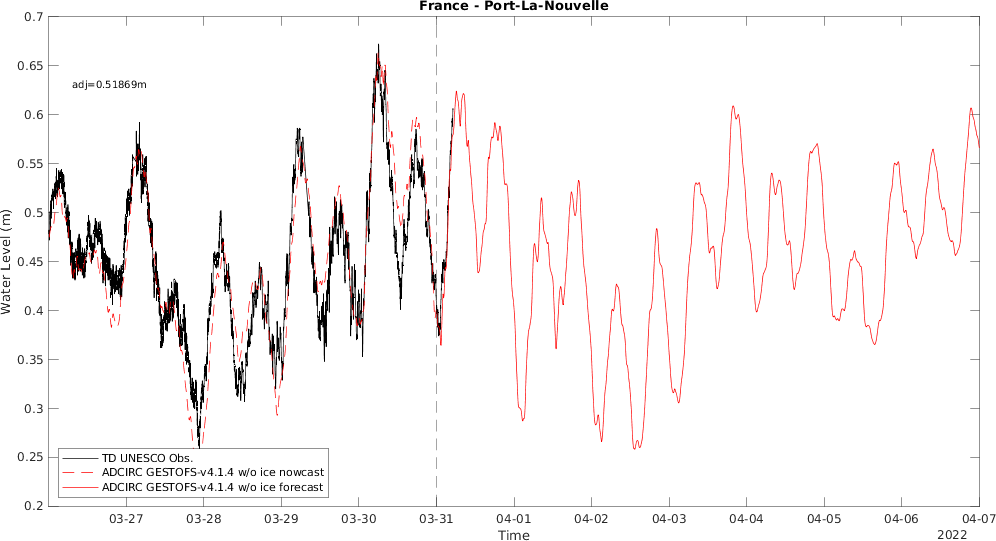 France - Port-La-Nouvelle
0.7
0.65
0.6
0.55
0.5
0.45
0.4
0.35
0.3
0.25
0.2
Water Level (m)
adj=0.51869m
TD UNESCO Obs.
ADCIRC GESTOFS-v4.1.4 w/o ice nowcast
ADCIRC GESTOFS-v4.1.4 w/o ice forecast
03-27 03-28 03-29 03-30 03-31 04-01 04-02 04-03 04-04 04-05 04-06 04-07
Time
2022